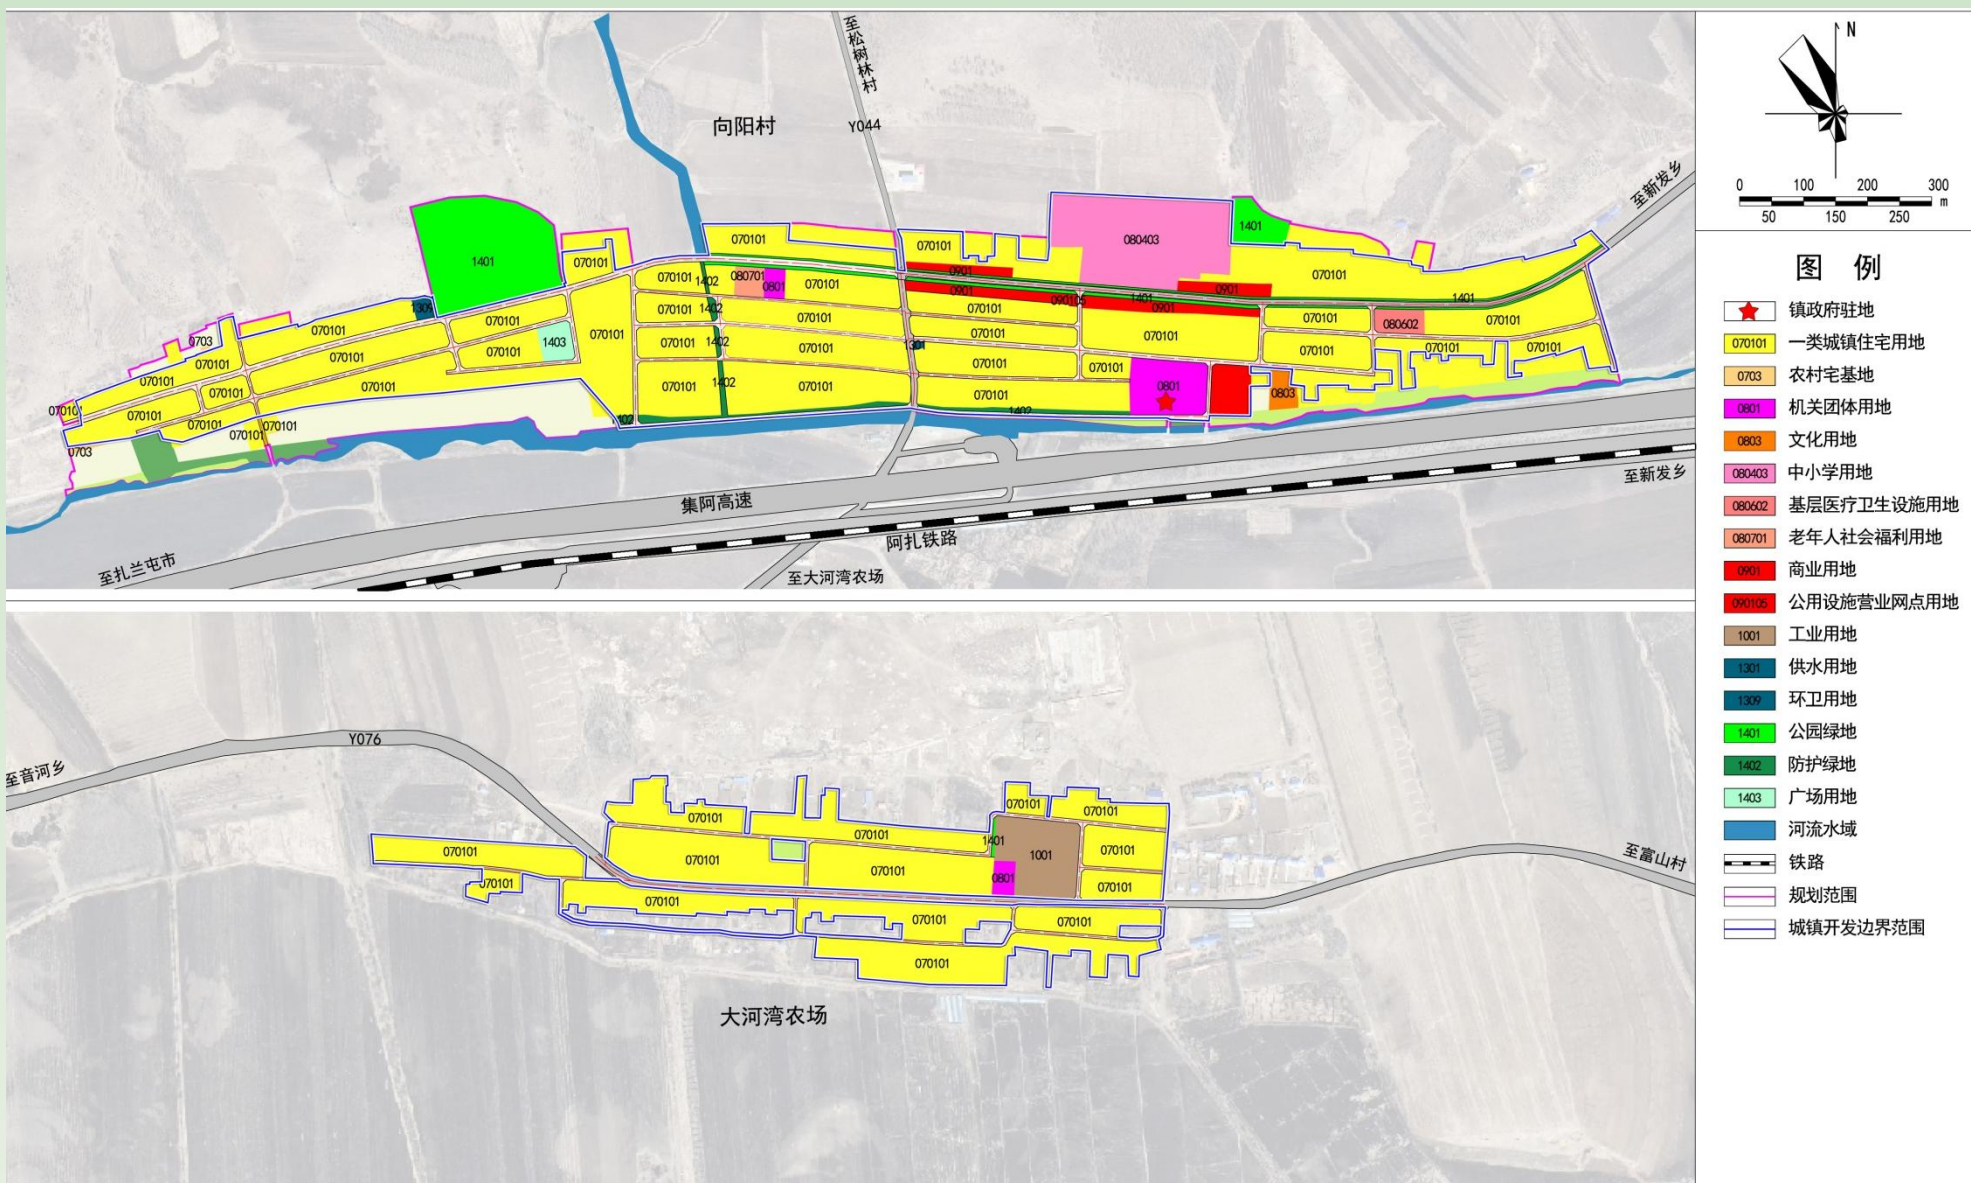 至松树林村
Y044
向阳村
至新发乡
1401
070101
070101
070101
0901
080403
1401
070101
070101
1402
080701
0801
070101
0901
090105
1401
0901
0901
1401
1309
070101
070101
1403
070101
070101
1402
070101
070101
070101
070101
080602
070101
0703
070101
070101
070101
070101
070101
1402
070101
1301
070101
070101
070101
070101
070101
070101
070101
070101
070101
1402
070101
070101
070101
0801
0803
070101
070101
070101
070101
070101
1402
1402
0703
集阿高速
阿扎铁路
至新发乡
至扎兰屯市
至大河湾农场
Y076
至音河乡
070101
070101
070101
070101
070101
1401
1001
070101
070101
070101
070101
0801
070101
070101
070101
070101
070101
070101
至富山村
大河湾农场
N
0 100 200 300
50 150 250 m
图 例
镇政府驻地
070101 一类城镇住宅用地
0703 农村宅基地
0801 机关团体用地
0803 文化用地
080403 中小学用地
080602 基层医疗卫生设施用地
080701 老年人社会福利用地
0901 商业用地
090105 公用设施营业网点用地
1001 工业用地
1301 供水用地
1309 环卫用地
1401 公园绿地
1402 防护绿地
1403 广场用地
河流水域
铁路
规划范围
城镇开发边界范围